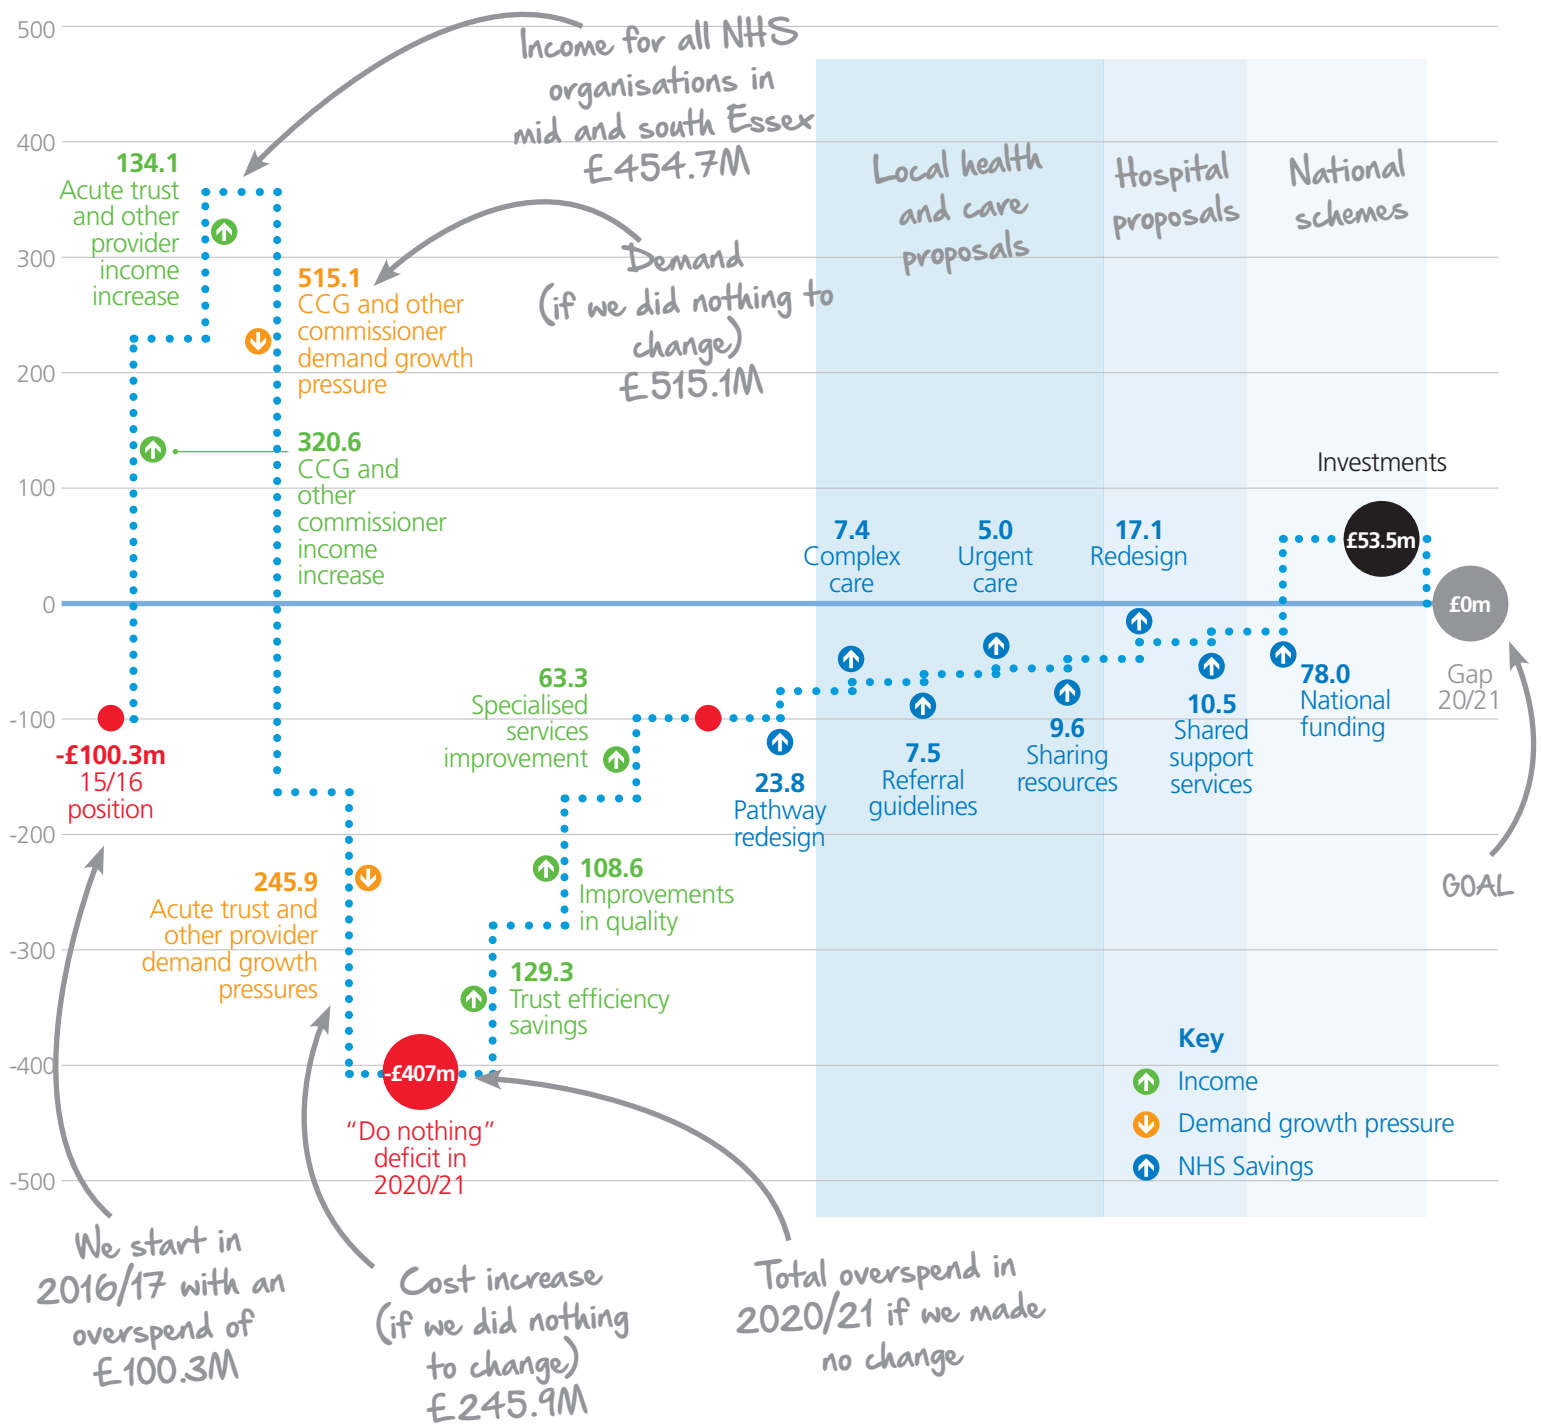 500
400
300
200
100
0
-100
-200
-300
-400
-500
Income for all NHS
organisations in
mid and south Essex
£454.7M
134.1
Acute trust
and other
provider
income
increase
Demand
(if we did nothing to
change)
£515.1M
515.1
CCG and other
commissioner
demand growth
pressure
320.6
CCG and
other
commissioner
income
increase
Local health
and care
proposals
Hospital
proposals
National
schemes
Investments
£53.5m
£0m
Gap
20/21
GOAL
-£100.3m
15/16
position
245.9
Acute trust and
other provider
demand growth
pressures
-£407m
"Do nothing"
deficit in
2020/21
129.3
Trust efficiency
savings
108.6
Improvements
in quality
63.3
Specialised
services
improvement
23.8
Pathway
redesign
7.4
Complex
care
7.5
Referral
guidelines
5.0
Urgent
care
9.6
Sharing
resources
17.1
Redesign
10.5
Shared
support
services
78.0
National
funding
Key
Income
Demand growth pressure
NHS Savings
We start in
2016/17 with an
overspend of
£100.3M
Cost increase
(if we did nothing
to change)
£245.9M
Total overspend in
2020/21 if we made
no change